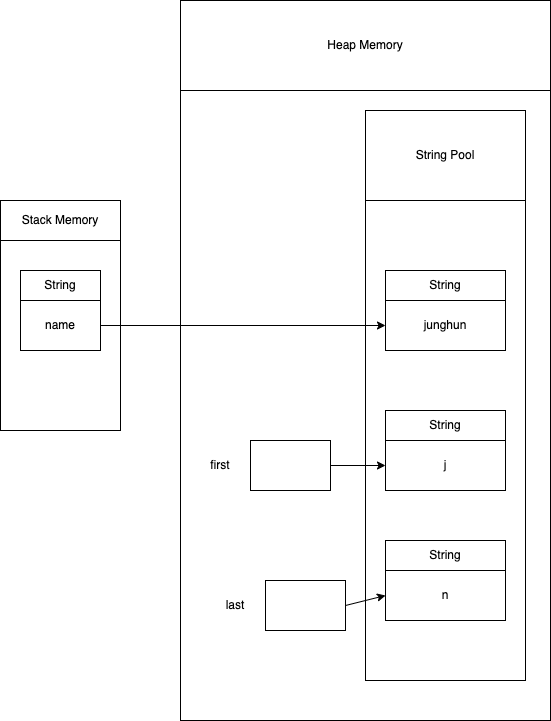 Heap Memory
String Pool
Stack Memory
String
name
String
junghun
String
first
j
String
last
n